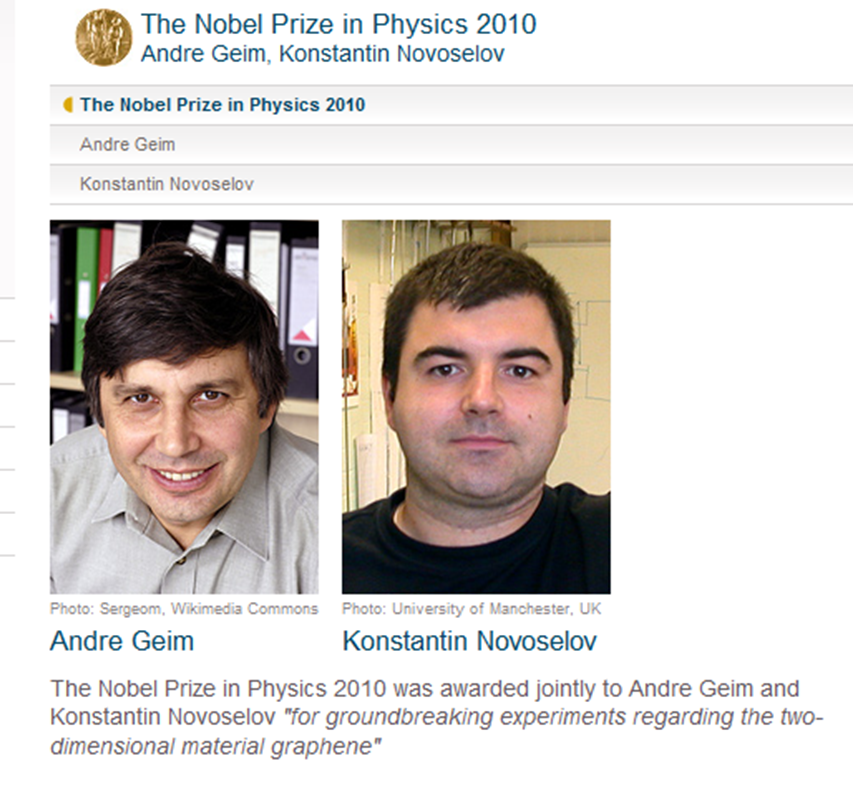 The Nobel Prize in Physics 2010
Andre Geim, Konstantin Novoselov
The Nobel Prize in Physics 2010
Andre Geim
Konstantin Novoselov
Photo: Sergeom, Wikimedia Commons
Photo: University of Manchester, UK
Andre Geim
Konstantin Novoselov
The Nobel Prize in Physics 2010 was awarded jointly to Andre Geim and
Konstantin Novoselov "for groundbreaking experiments regarding the two-
dimensional material graphene"